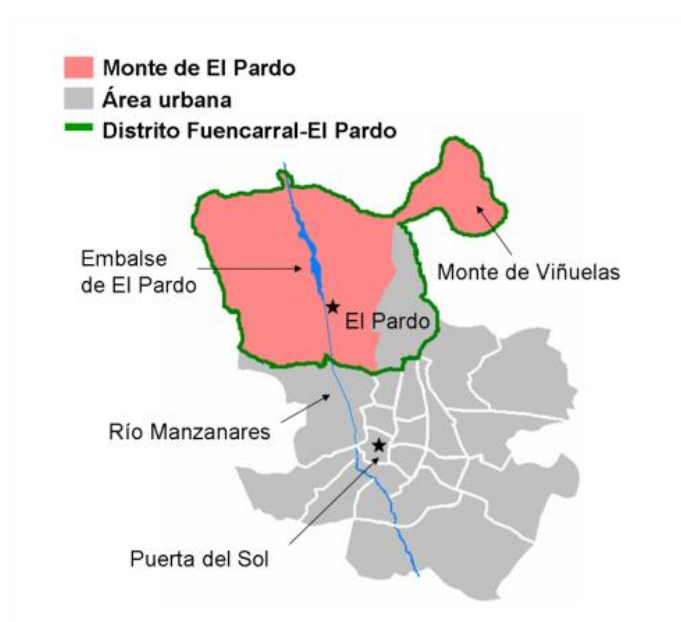 Monte de El Pardo
Área urbana
Distrito Fuencarral-El Pardo
Embalse
de El Pardo
Monte de Viñuelas
El Pardo
Río Manzanares
Puerta del Sol